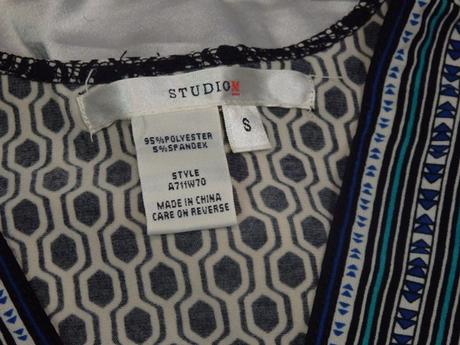 STUDIO M
S
95% POLYESTER
5% SPANDEX
STYLE
A711W70
MADE IN CHINA
CARE ON REVERSE